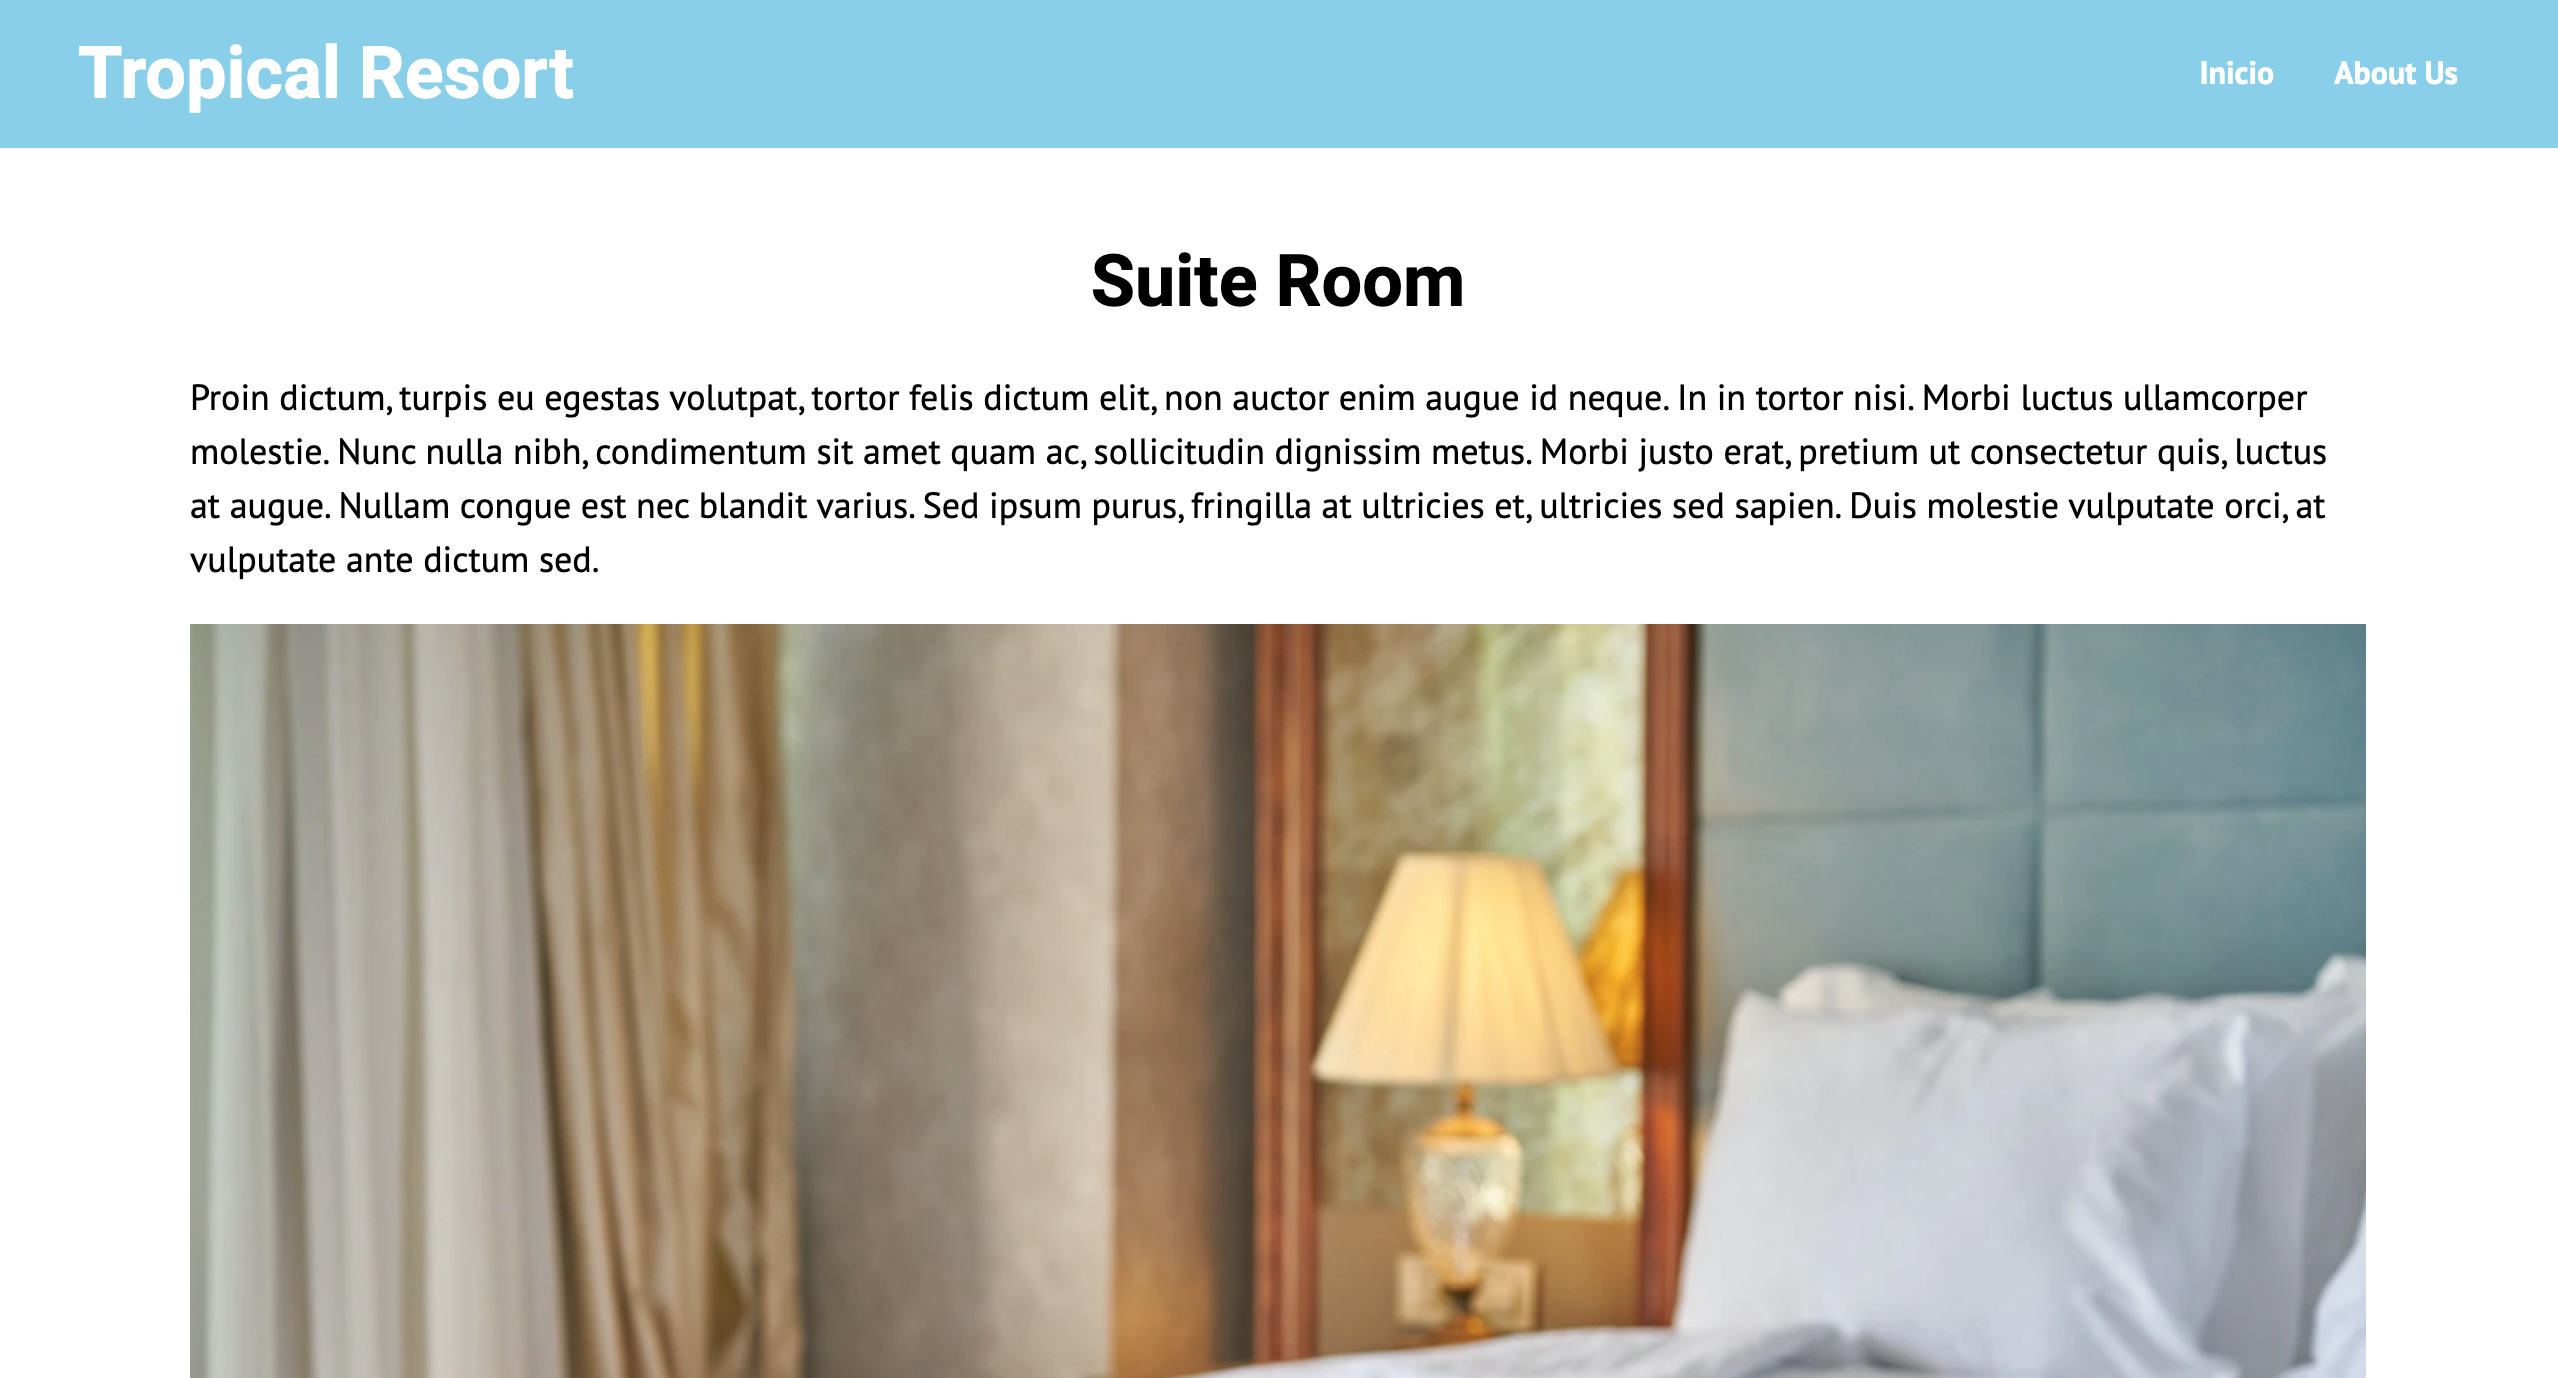 Tropical Resort
Inicio
About Us
Suite Room
Proin dictum, turpis eu egestas volutpat, tortor felis dictum elit, non auctor enim augue id neque. In in tortor nisi. Morbi luctus ullamcorper
molestie. Nunc nulla nibh, condimentum sit amet quam ac, sollicitudin dignissim metus. Morbi justo erat, pretium ut consectetur quis, luctus
at augue. Nullam congue est nec blandit varius. Sed ipsum purus, fringilla at ultricies et, ultricies sed sapien. Duis molestie vulputate orci, at
vulputate ante dictum sed.